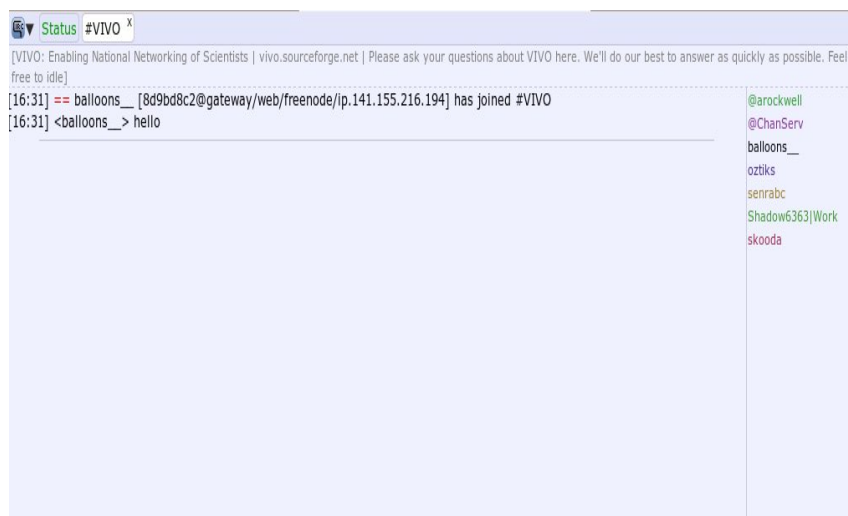 Status #VIVO X
[VIVO: Enabling National Networking of Scientists | vivo.sourceforge.net | Please ask your questions about VIVO here. We'll do our best to answer as quickly as possible. Feel
free to idle]
[16:31] == balloons__ [8d9bd8c2@gateway/web/freenode/ip.141.155.216.194] has joined #VIVO
[16:31] <balloons__> hello
@arockwell
@ChanServ
balloons__
oztiks
senrabc
Shadow6363|Work
skooda